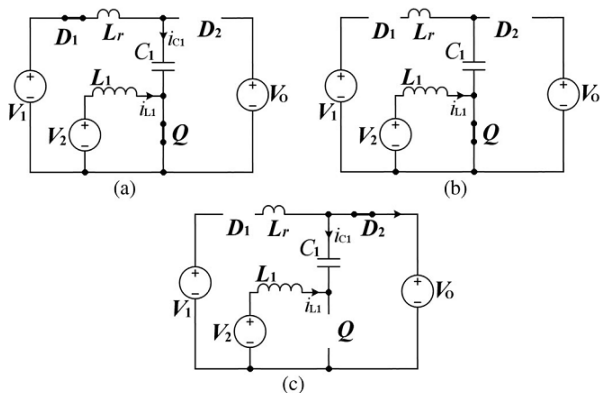 D1 Lr iC1 D2
C1
L1
V1 iL1 Vo
V2 Q
(a)
D1 Lr D2
C1
L1
V1 iL1 Vo
V2 Q
(b)
D1 Lr iC1 D2
C1
L1
V1 iL1 Vo
V2 Q
(c)